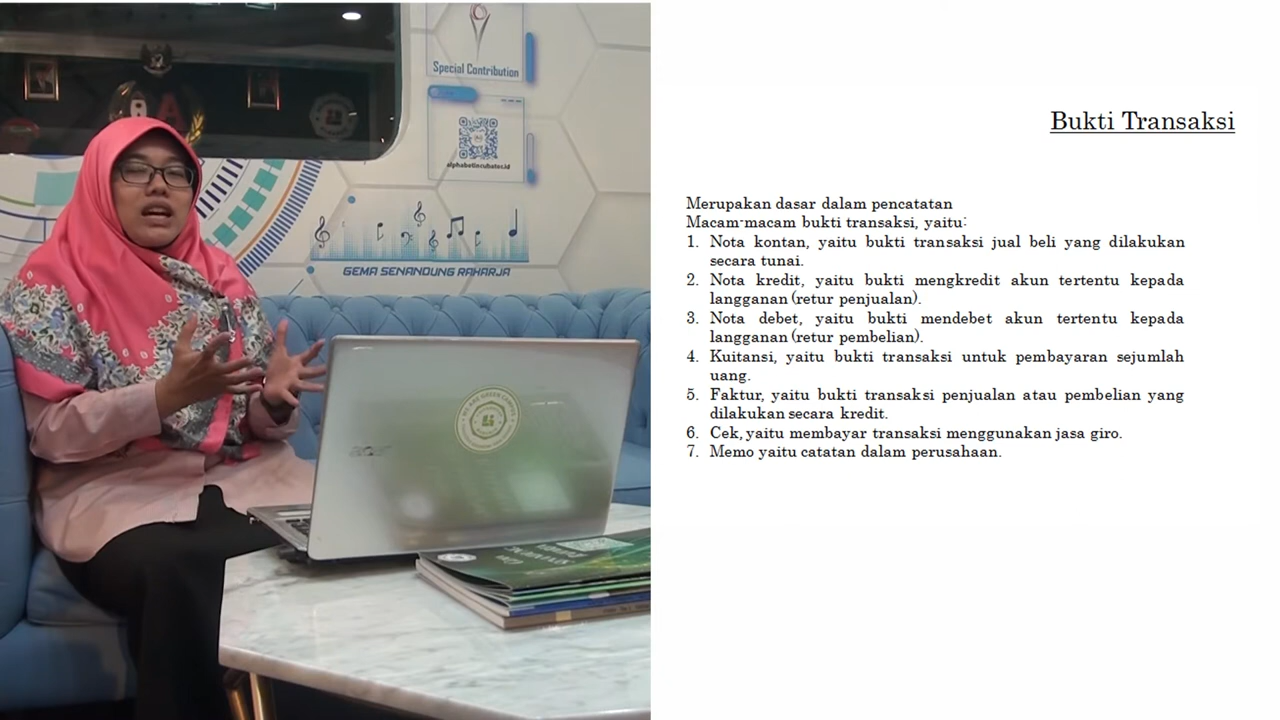 Special Contribution
alphabetincubator.id
GEMA SENANDUNG RAHARJA
WE ARE GREEN CAMPUS
acer
Bukti Transaksi
Merupakan dasar dalam pencatatan
Macam-macam bukti transaksi, yaitu:
1. Nota kontan, yaitu bukti transaksi jual beli yang dilakukan
secara tunai.
2. Nota kredit, yaitu bukti mengkredit akun tertentu kepada
langganan (retur penjualan).
3. Nota debet, yaitu bukti mendebet akun tertentu kepada
langganan (retur pembelian).
4. Kuitansi, yaitu bukti transaksi untuk pembayaran sejumlah
uang.
5. Faktur, yaitu bukti transaksi penjualan atau pembelian yang
dilakukan secara kredit.
6. Cek, yaitu membayar transaksi menggunakan jasa giro.
7. Memo yaitu catatan dalam perusahaan.